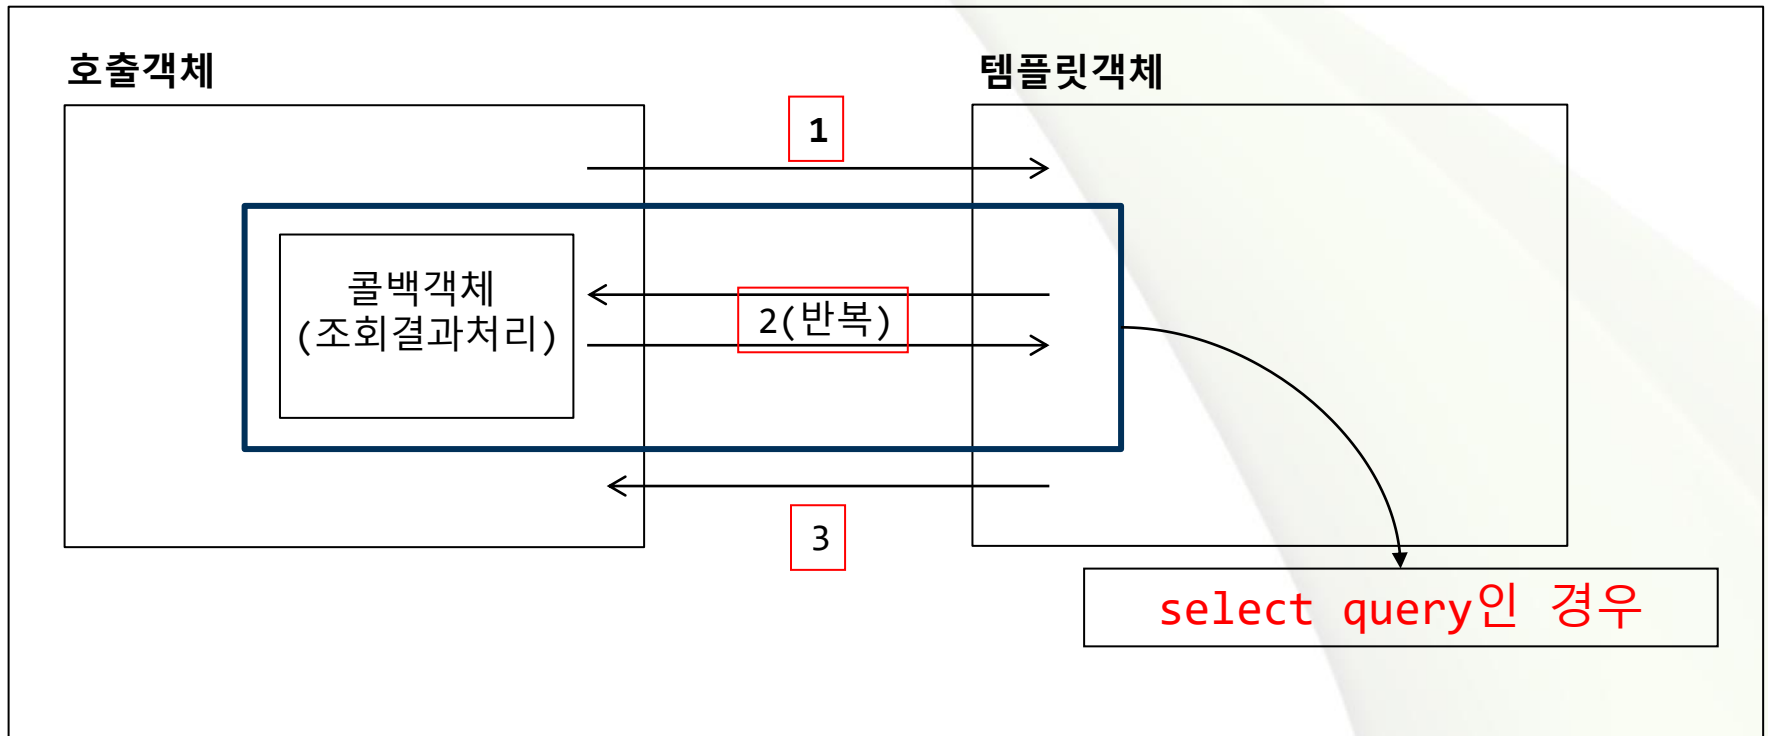 호출객체
템플릿객체
1
콜백객체
(조회결과처리)
2(반복)
3
select query인 경우